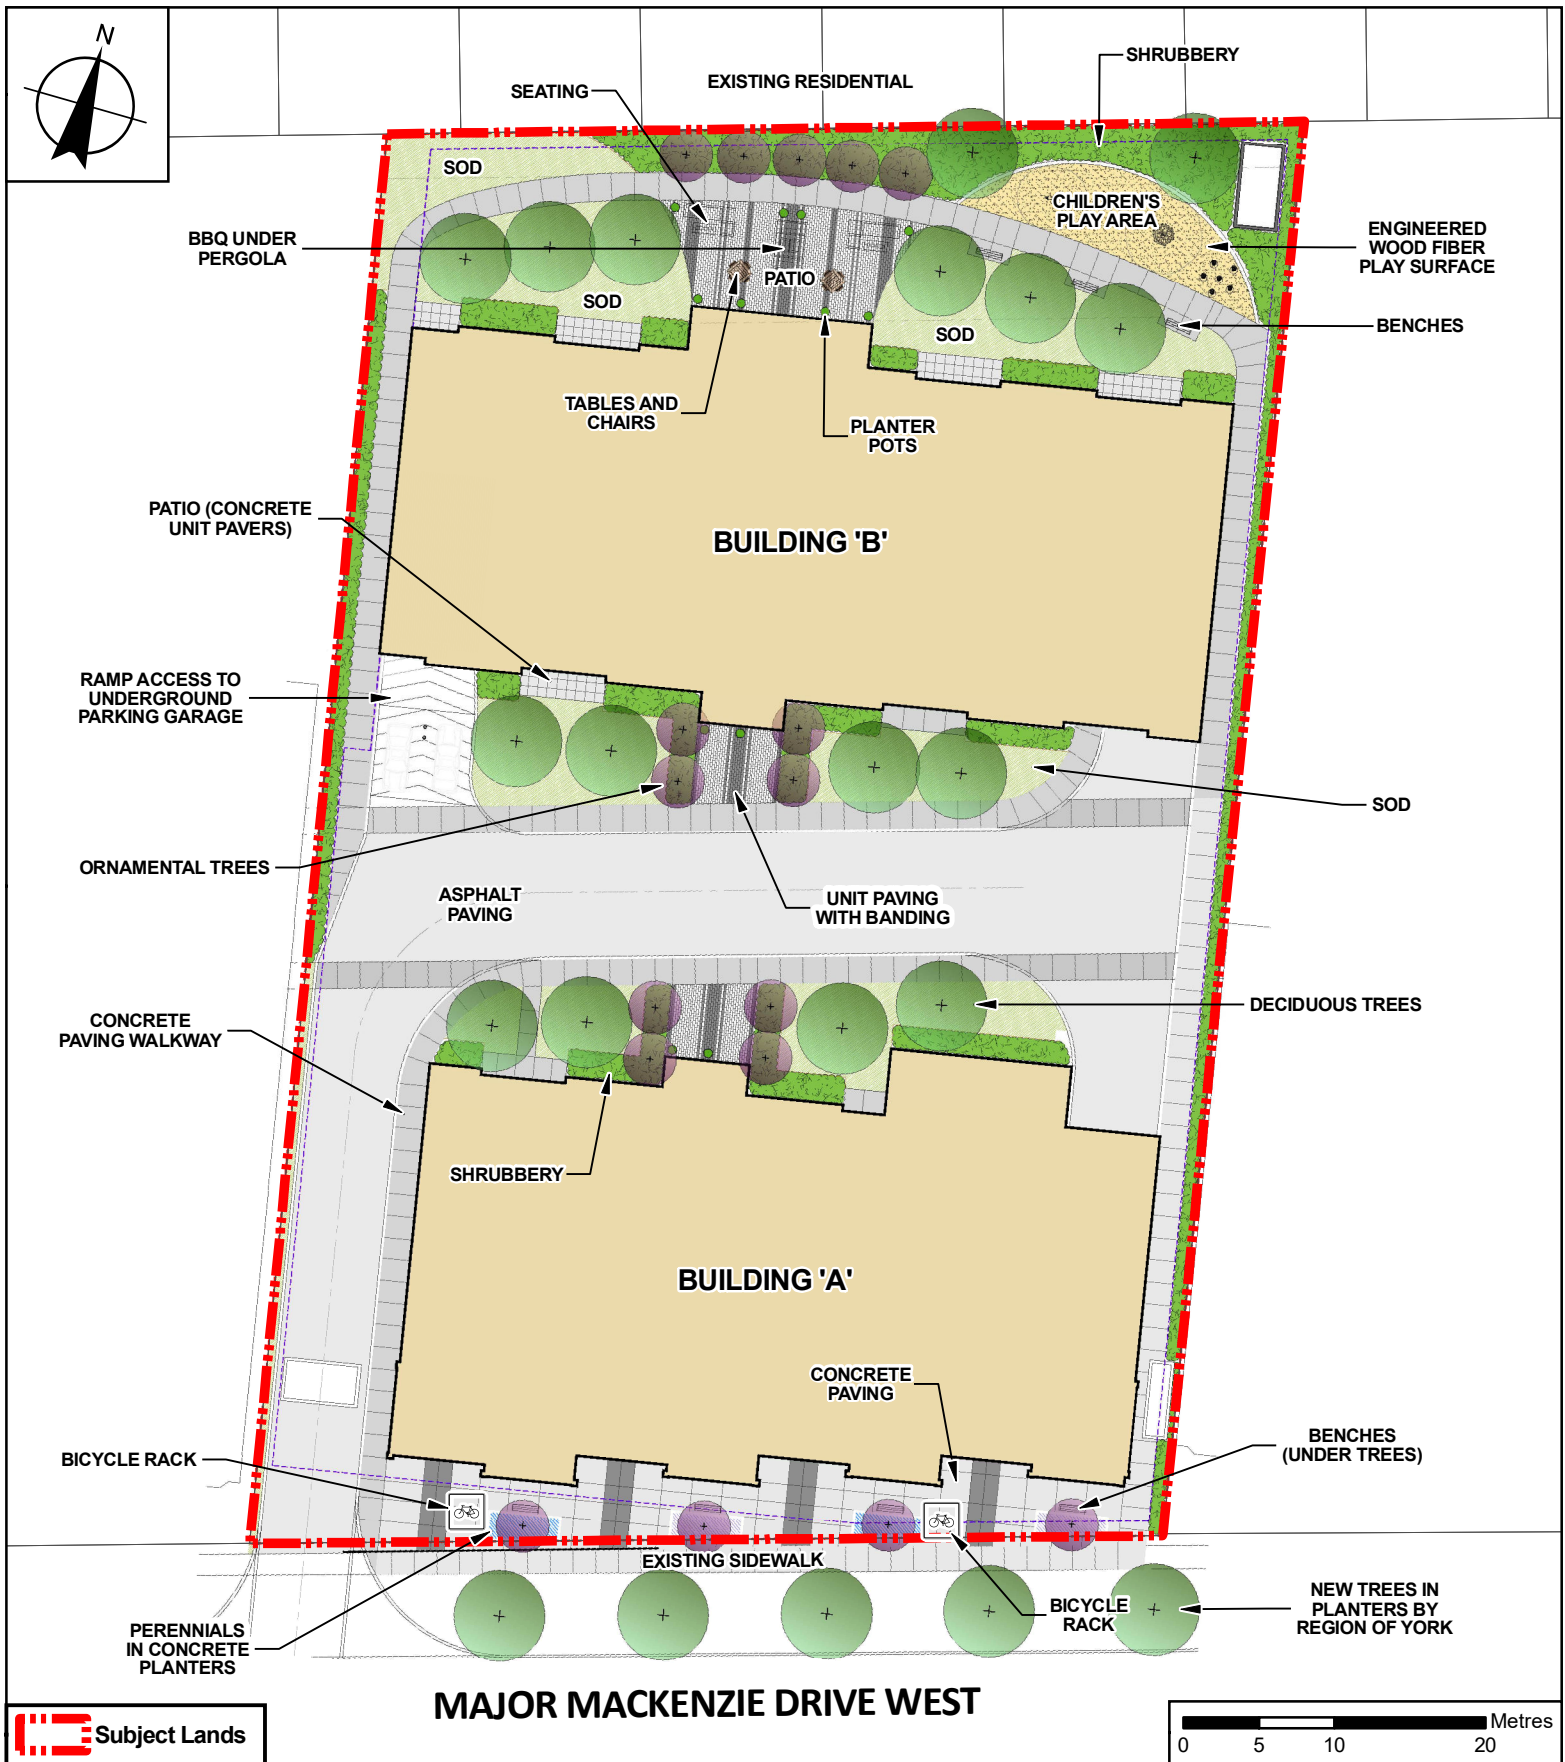 N
SHRUBBERY
EXISTING RESIDENTIAL
SEATING
SOD
CHILDREN'S
PLAY AREA
BBQ UNDER
PERGOLA
ENGINEERED
WOOD FIBER
PLAY SURFACE
PATIO
SOD
BENCHES
SOD
TABLES AND
CHAIRS
PLANTER
POTS
PATIO (CONCRETE
UNIT PAVERS)
BUILDING 'B'
RAMP ACCESS TO
UNDERGROUND
PARKING GARAGE
SOD
ORNAMENTAL TREES
ASPHALT
PAVING
UNIT PAVING
WITH BANDING
DECIDUOUS TREES
CONCRETE
PAVING WALKWAY
SHRUBBERY
BUILDING 'A'
CONCRETE
PAVING
BENCHES
(UNDER TREES)
BICYCLE RACK
EXISTING SIDEWALK
BICYCLE
RACK
NEW TREES IN
PLANTERS BY
REGION OF YORK
PERENNIALS
IN CONCRETE
PLANTERS
MAJOR MACKENZIE DRIVE WEST
Subject Lands
Metres
0 5 10 20